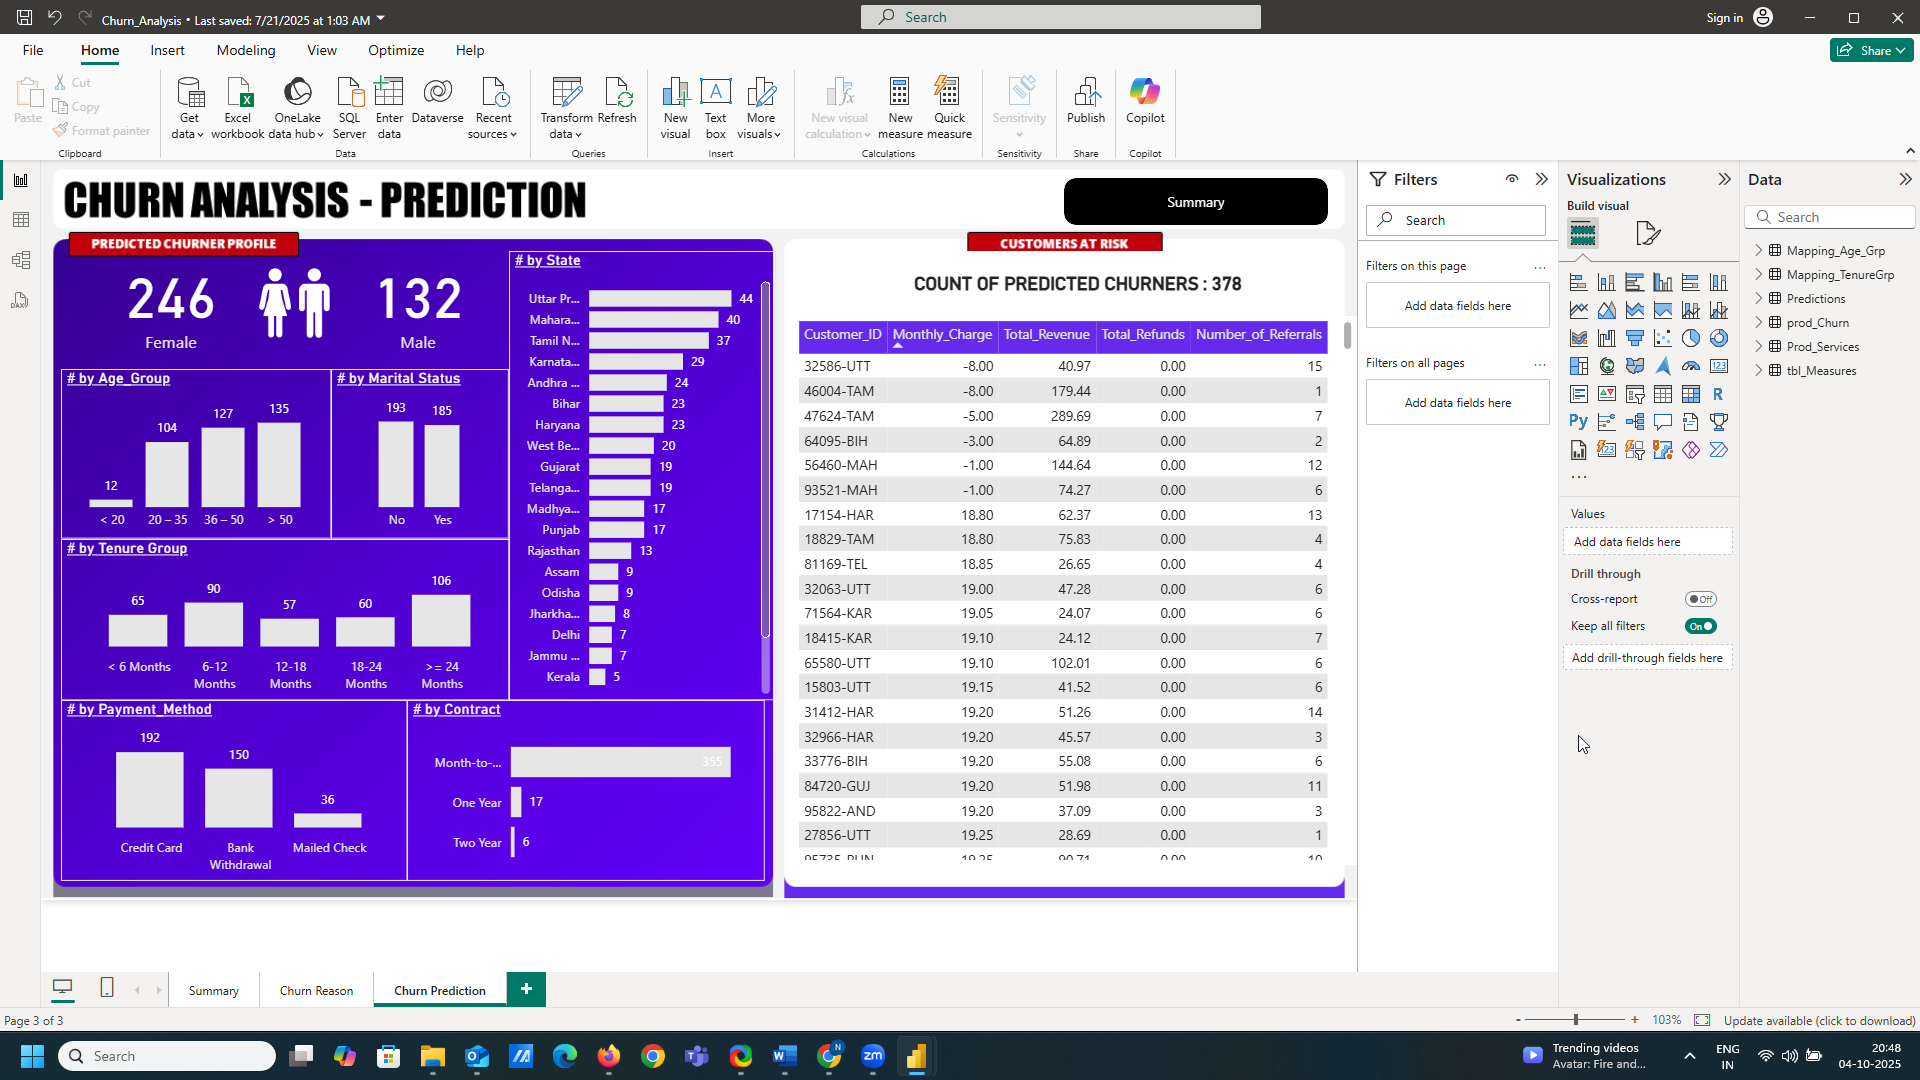 Churn_Analysis • Last saved: 7/21/2025 at 1:03 AM
Search
Sign in
File Home Insert Modeling View Optimize Help
Share
Paste
Cut
Copy
Format painter
Clipboard
Get data
Excel workbook
OneLake data hub
SQL Server
Enter data
Dataverse
Recent sources
Data
Transform data
Refresh
Queries
New visual
Text box
More visuals
Insert
New visual calculation
New measure
Quick measure
Calculations
Sensitivity
Sensitivity
Publish
Share
Copilot
Copilot
CHURN ANALYSIS - PREDICTION
Summary
PREDICTED CHURNER PROFILE
246
Female
132
Male
# by Age_Group
12 104 127 135
< 20 20 – 35 36 – 50 > 50
# by Marital Status
193 185
No Yes
# by Tenure Group
65 90 57 60 106
< 6 Months 6-12 Months 12-18 Months 18-24 Months >= 24 Months
# by Payment_Method
192 150 36
Credit Card Bank Withdrawal Mailed Check
# by State
Uttar Pr... 44
Mahara... 40
Tamil N... 37
Karnata... 29
Andhra ... 24
Bihar 23
Haryana 23
West Be... 20
Gujarat 19
Telanga... 19
Madhya... 17
Punjab 17
Rajasthan 13
Assam 9
Odisha 9
Jharkha... 8
Delhi 7
Jammu ... 7
Kerala 5
# by Contract
Month-to-... 355
One Year 17
Two Year 6
CUSTOMERS AT RISK
COUNT OF PREDICTED CHURNERS : 378
Customer_ID Monthly_Charge Total_Revenue Total_Refunds Number_of_Referrals
32586-UTT -8.00 40.97 0.00 15
46004-TAM -8.00 179.44 0.00 1
47624-TAM -5.00 289.69 0.00 7
64095-BIH -3.00 64.89 0.00 2
56460-MAH -1.00 144.64 0.00 12
93521-MAH -1.00 74.27 0.00 6
17154-HAR 18.80 62.37 0.00 13
18829-TAM 18.80 75.83 0.00 4
81169-TEL 18.85 26.65 0.00 4
32063-UTT 19.00 47.28 0.00 6
71564-KAR 19.05 24.07 0.00 6
18415-KAR 19.10 24.12 0.00 7
65580-UTT 19.10 102.01 0.00 6
15803-UTT 19.15 41.52 0.00 6
31412-HAR 19.20 51.26 0.00 14
32966-HAR 19.20 45.57 0.00 3
33776-BIH 19.20 55.08 0.00 6
84720-GUJ 19.20 51.98 0.00 11
95822-AND 19.20 37.09 0.00 3
27856-UTT 19.25 28.69 0.00 1
Filters
Search
Filters on this page ...
Add data fields here
Filters on all pages ...
Add data fields here
Visualizations
Build visual
123
R
Py
123
...
Values
Add data fields here
Drill through
Cross-report Off
Keep all filters On
Add drill-through fields here
Data
Search
Mapping_Age_Grp
Mapping_TenureGrp
Predictions
prod_Churn
Prod_Services
tbl_Measures
Summary Churn Reason Churn Prediction +
Page 3 of 3
- + 103% Update available (click to download)
Search
Trending videos
Avatar: Fire and...
ENG
IN
20:48
04-10-2025